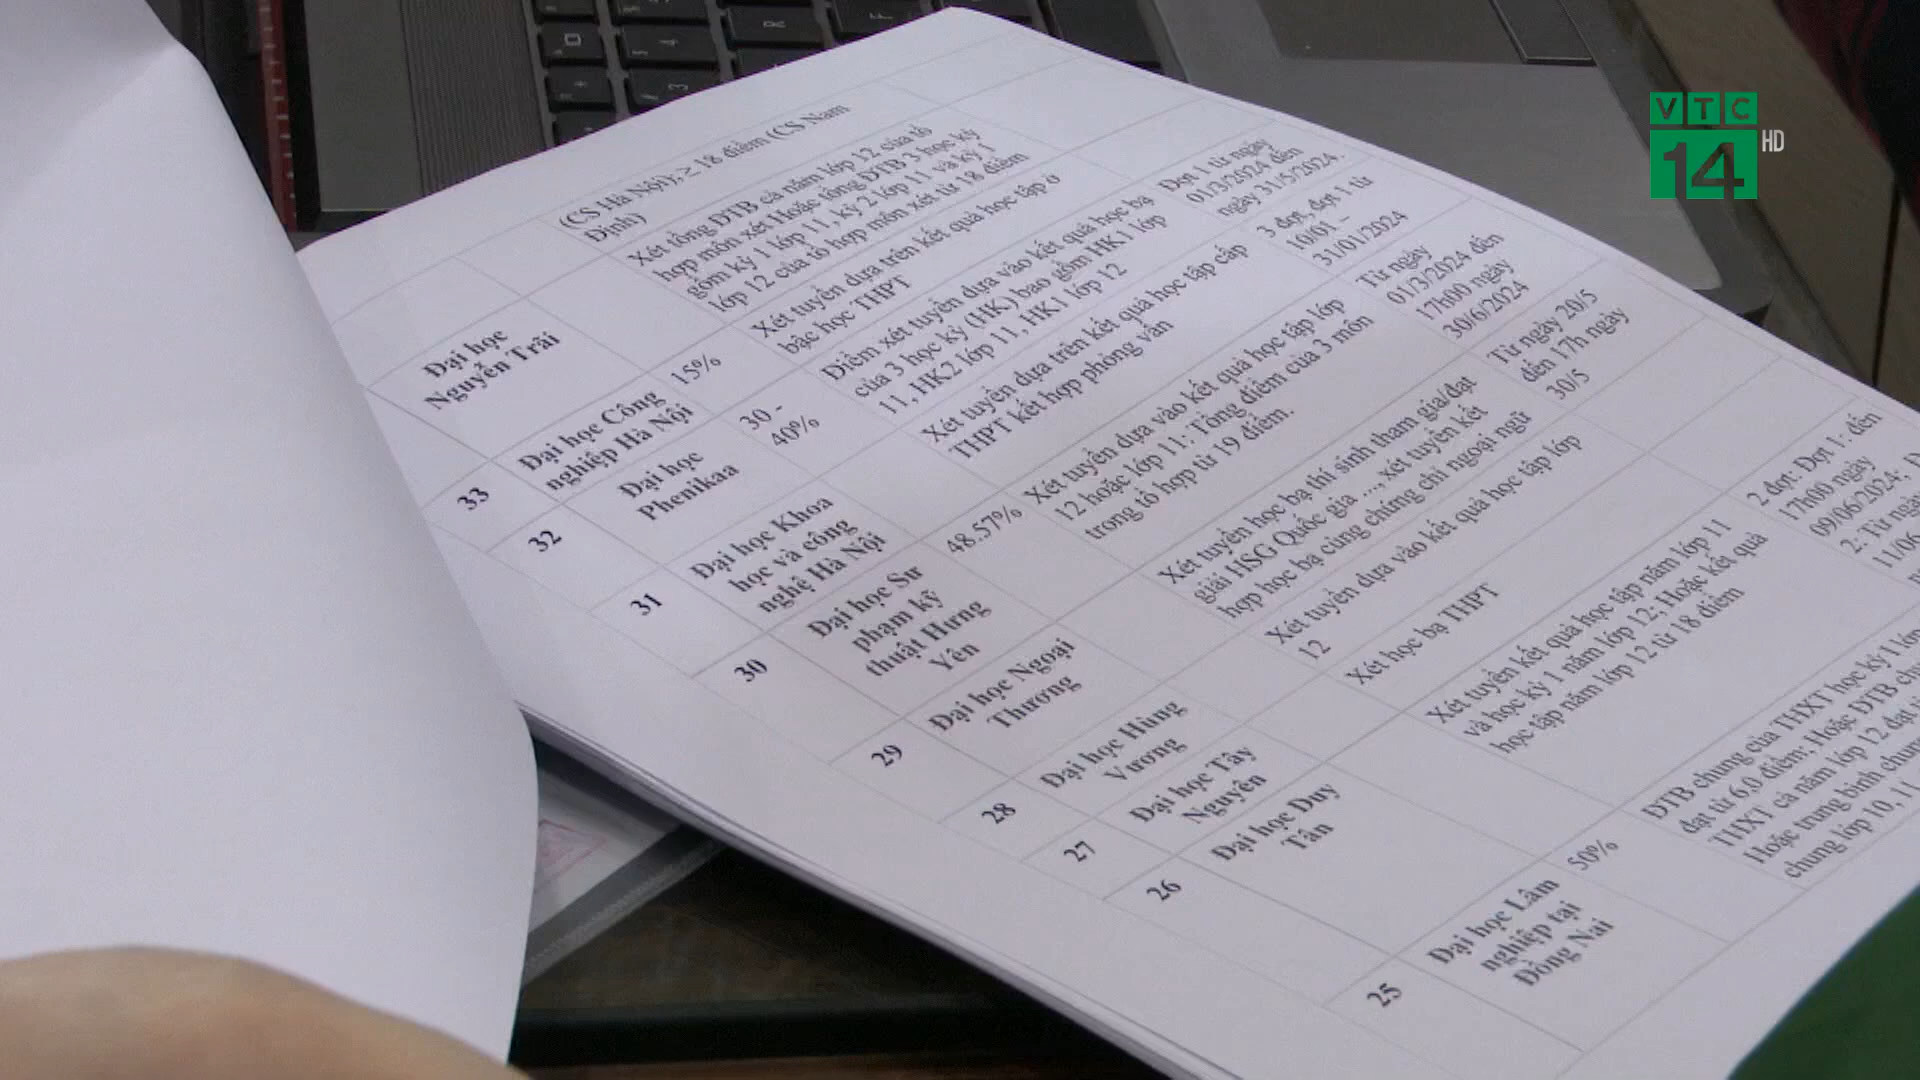 VTC
14 HD
(CS Hà Nội); ≥ 18 điểm (CS Nam
Định)
Đại học
Nguyễn Trãi
Xét tổng ĐTB cả năm lớp 12 của tổ
hợp môn xét Hoặc tổng ĐTB 3 học kỳ
gồm kỳ 1 lớp 11, kỳ 2 lớp 11 và kỳ 1
lớp 12 của tổ hợp môn xét từ 18 điểm
33
Đại học Công
nghiệp Hà Nội
15%
Xét tuyển dựa trên kết quả học tập ở
bậc học THPT
32
Đại học
Phenikaa
30 -
40%
Điểm xét tuyển dựa vào kết quả học bạ
của 3 học kỳ (HK) bao gồm HK1 lớp
11, HK2 lớp 11, HK1 lớp 12
Đợt 1 từ ngày
01/3/2024 đến
ngày 31/5/2024.
31
Đại học Khoa
học và công
nghệ Hà Nội
Xét tuyển dựa trên kết quả học tập cấp
THPT kết hợp phỏng vấn
3 đợt, đợt 1 từ
10/01 –
31/01/2024
30
Đại học Sư
phạm kỹ
thuật Hưng
Yên
48.57%
Xét tuyển dựa vào kết quả học tập lớp
12 hoặc lớp 11: Tổng điểm của 3 môn
trong tổ hợp từ 19 điểm.
Từ ngày
01/3/2024 đến
17h00 ngày
30/6/2024
29
Đại học Ngoại
Thương
Xét tuyển học bạ thí sinh tham gia/đạt
giải HSG Quốc gia ..., xét tuyển kết
hợp học bạ cùng chứng chỉ ngoại ngữ
Từ ngày 20/5
đến 17h ngày
30/5
28
Đại học Hùng
Vương
Xét tuyển dựa vào kết quả học tập lớp
12
27
Đại học Tây
Nguyên
Xét học bạ THPT
26
Đại học Duy
Tân
Xét tuyển kết quả học tập năm lớp 11
và học kỳ 1 năm lớp 12; Hoặc kết quả
học tập năm lớp 12 từ 18 điểm
2 đợt: Đợt 1: đến
17h00 ngày
09/06/2024;
2: Từ ngày
11/06
25
Đại học Lâm
nghiệp tại
Đồng Nai
50%
ĐTB chung của THXT học kỳ 1 lớp
đạt từ 6,0 điểm; Hoặc ĐTB
THXT cả năm lớp 12 đạt
Hoặc trung bình chung
chung lớp 10, 11